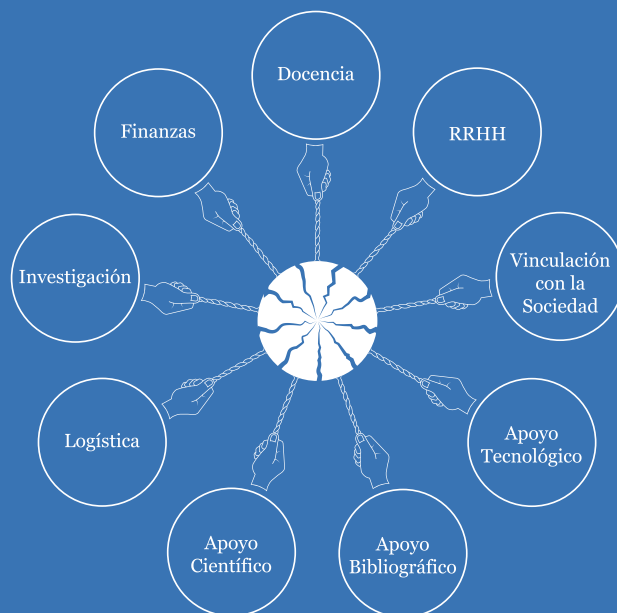 Docencia
Finanzas
RRHH
Investigación
Vinculación
con la
Sociedad
Logística
Apoyo
Tecnológico
Apoyo
Científico
Apoyo
Bibliográfico